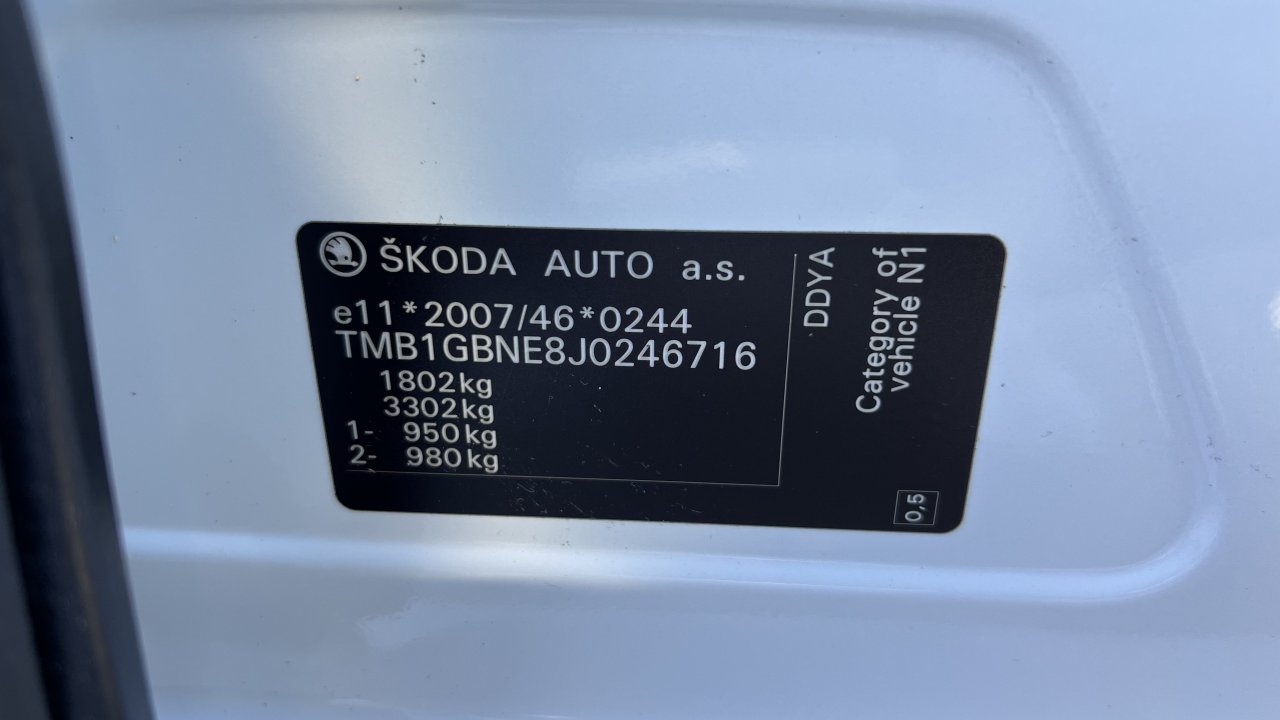 ŠKODA AUTO a.s.
e11*2007/46*0244
TMB1GBNE8J0246716
1802kg
3302kg
1- 950kg
2- 980kg
DDYA
Category of
vehicle N1
0,5